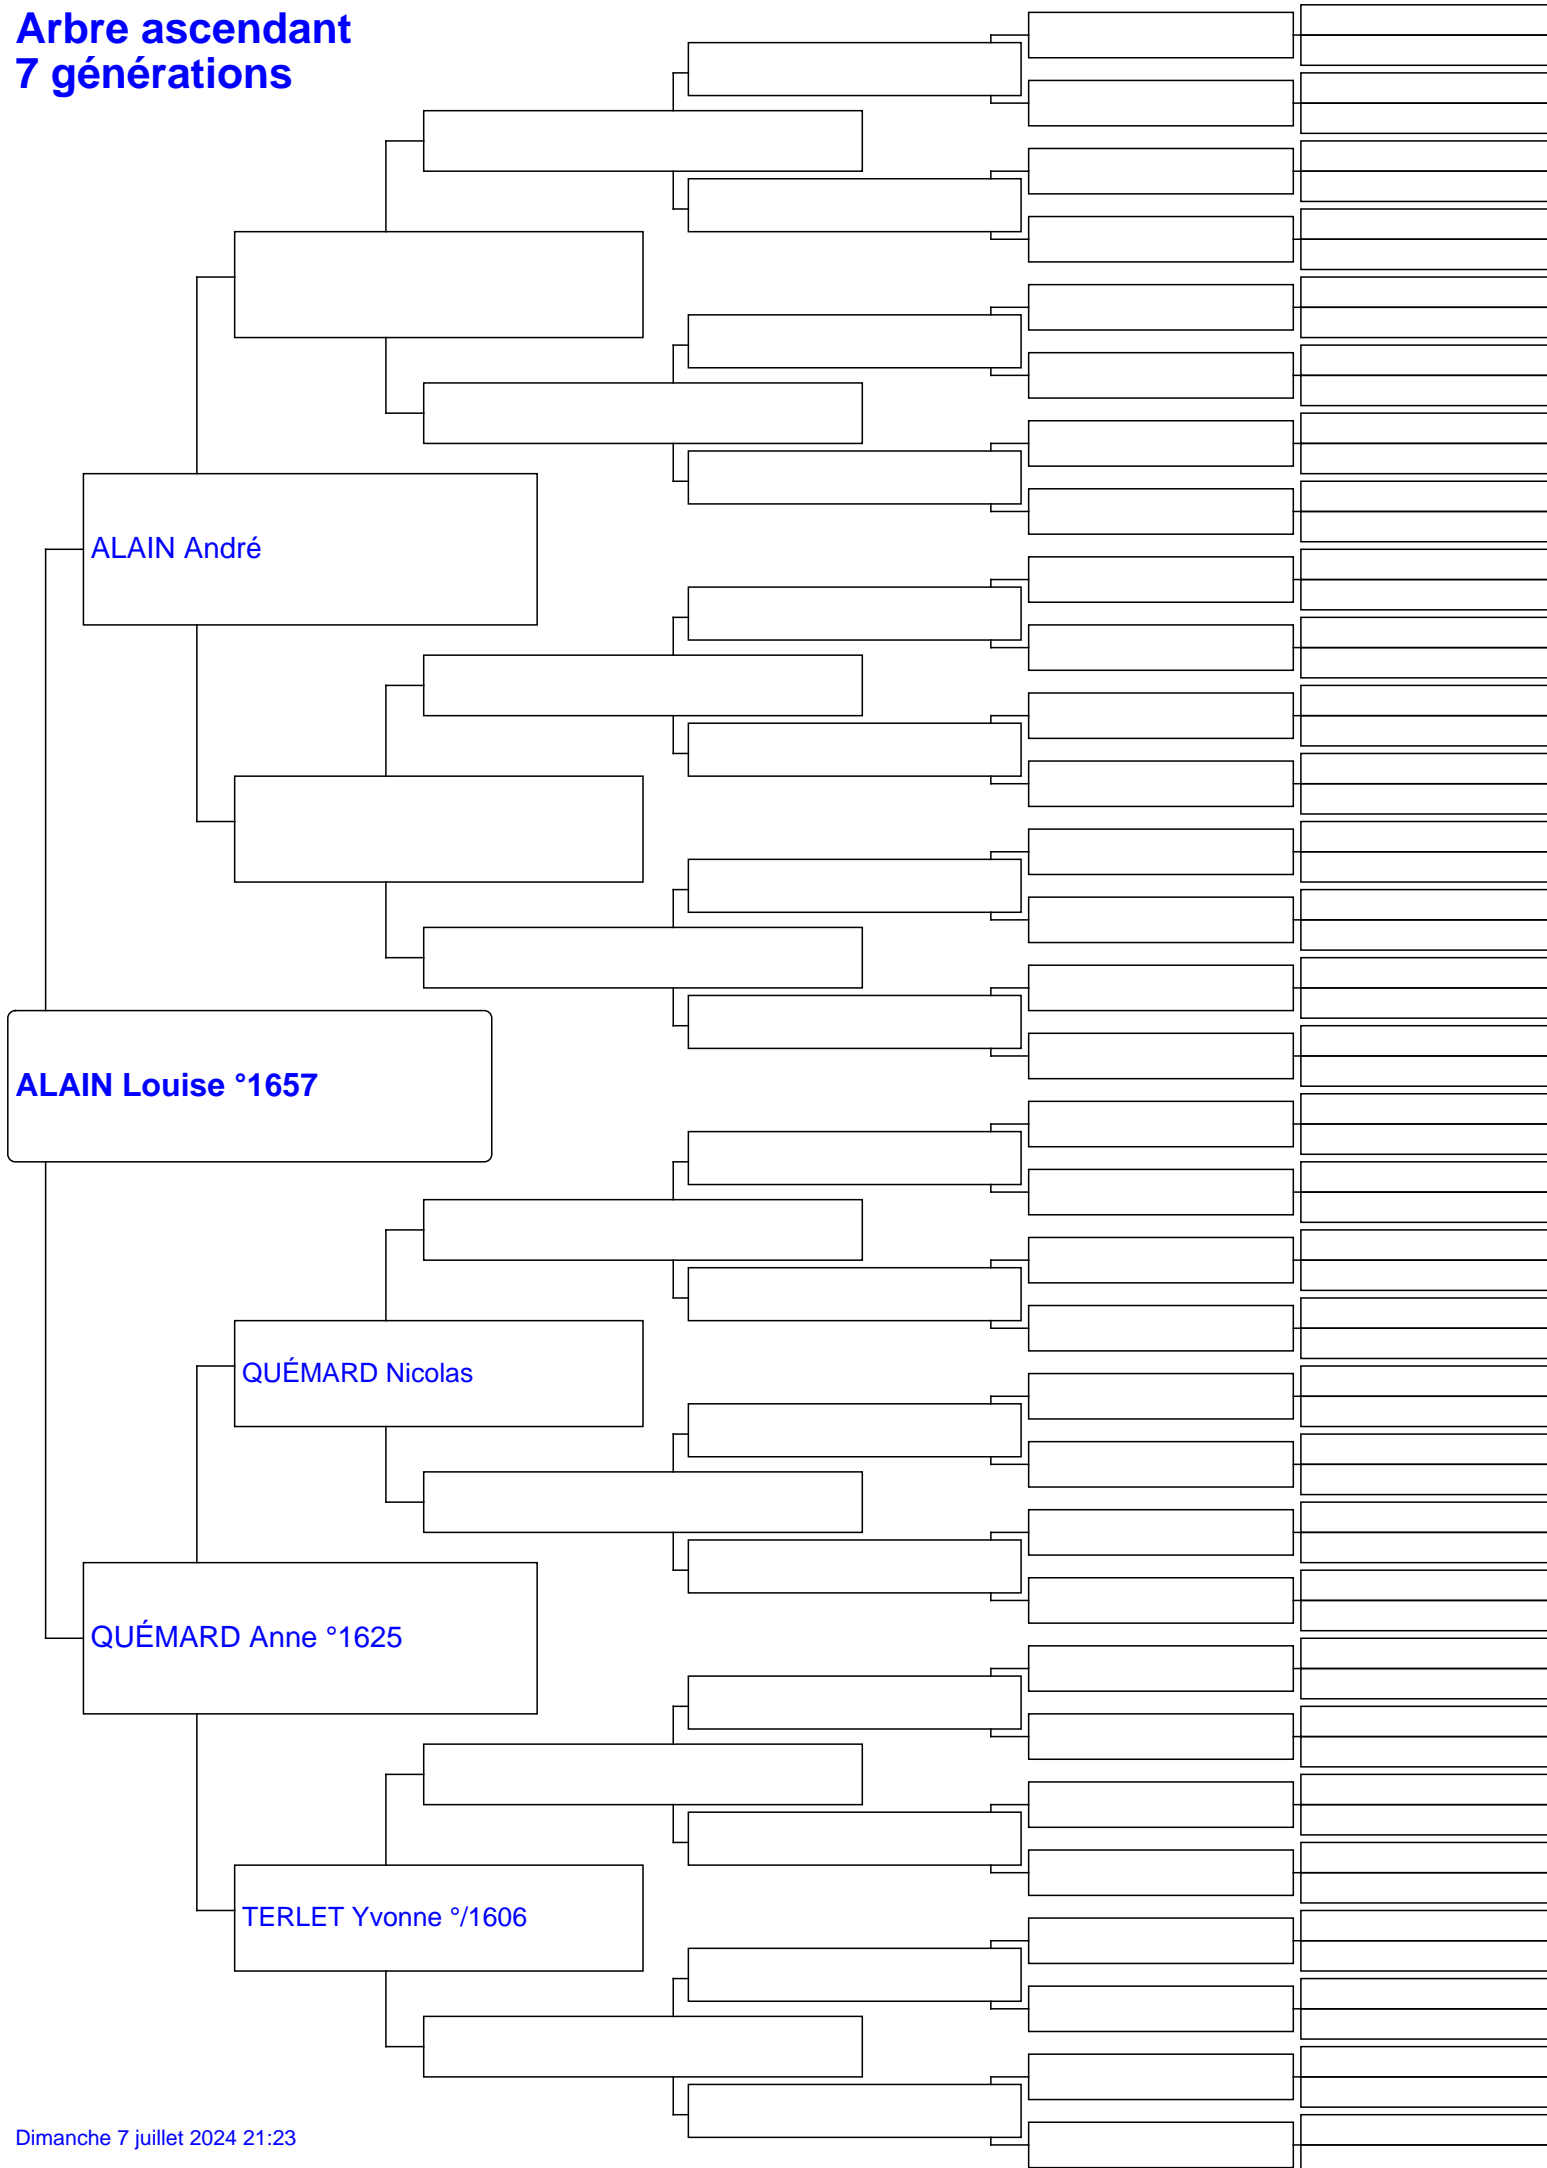 Arbre ascendant
7 générations
ALAIN André
ALAIN Louise °1657
QUÉMARD Nicolas
QUÉMARD Anne °1625
TERLET Yvonne °/1606
Dimanche 7 juillet 2024 21:23